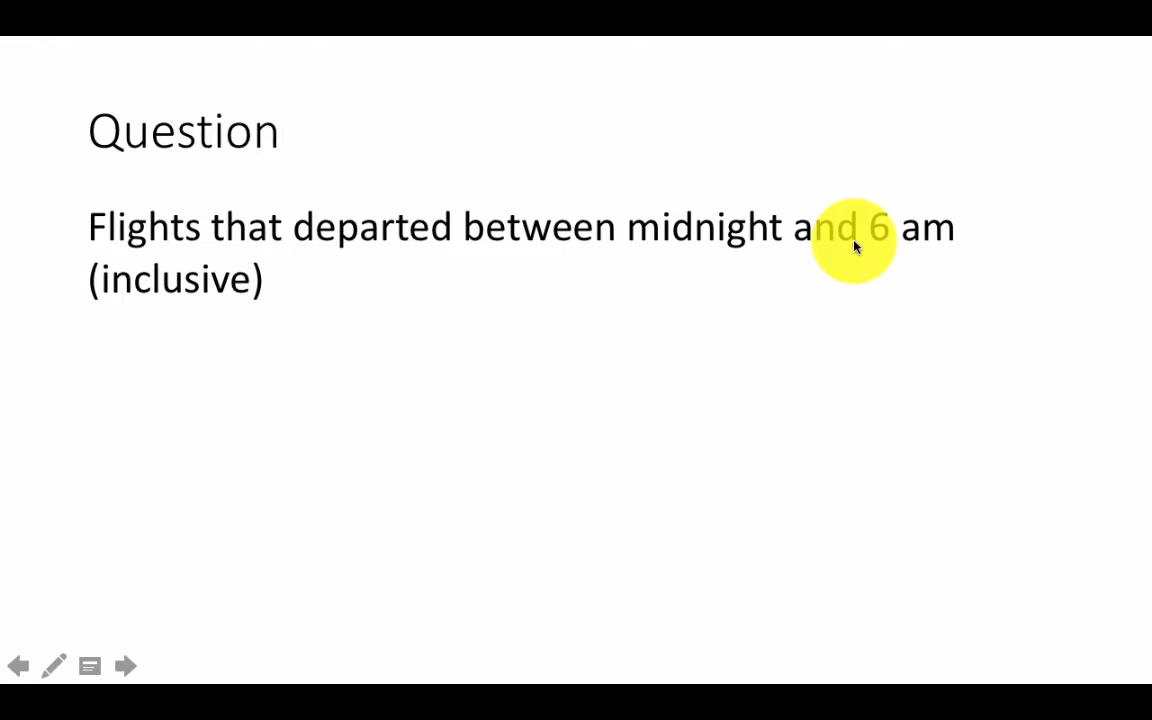 Question
Flights that departed between midnight and 6 am
(inclusive)